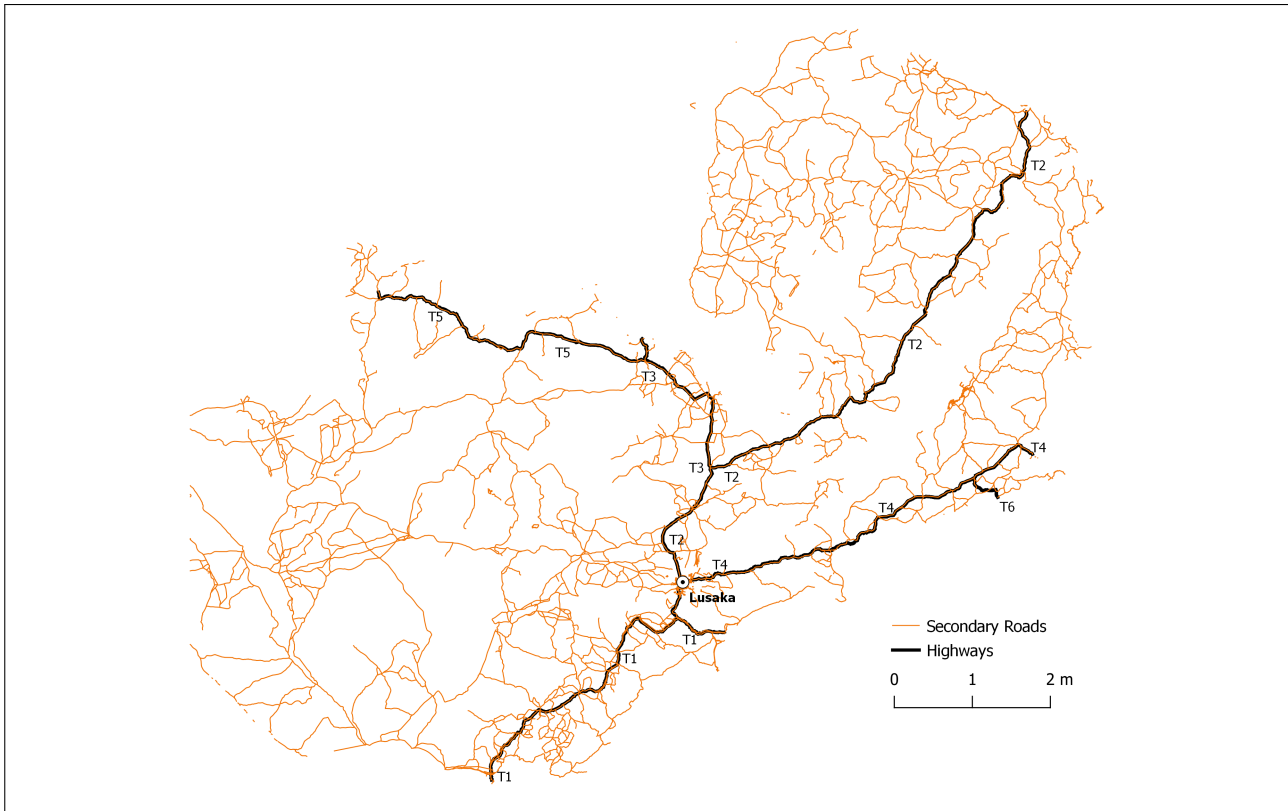 T2
T5
T5
T2
T3
T4
T3
T2
T6
T4
T2
T4
Lusaka
T1
T1
T1
Secondary Roads
Highways
0 1 2 m